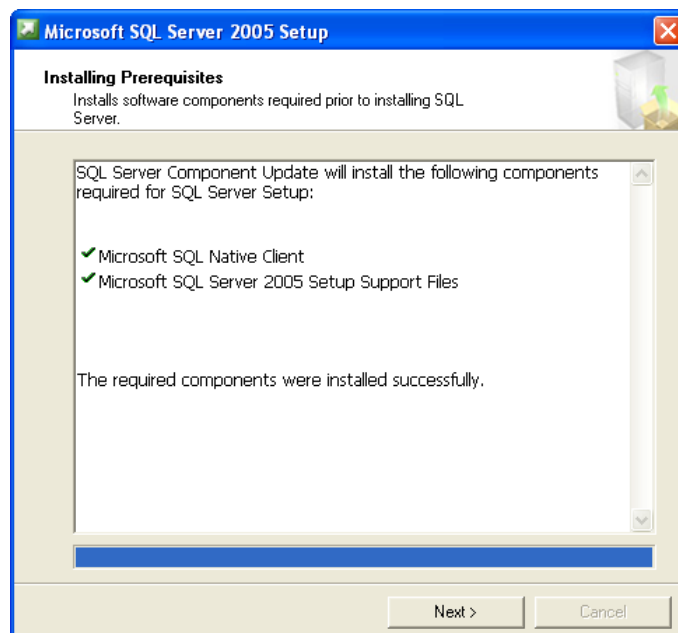 Microsoft SQL Server 2005 Setup
Installing Prerequisites
Installs software components required prior to installing SQL
Server.
SQL Server Component Update will install the following components
required for SQL Server Setup:
Microsoft SQL Native Client
Microsoft SQL Server 2005 Setup Support Files
The required components were installed successfully.
Next >
Cancel